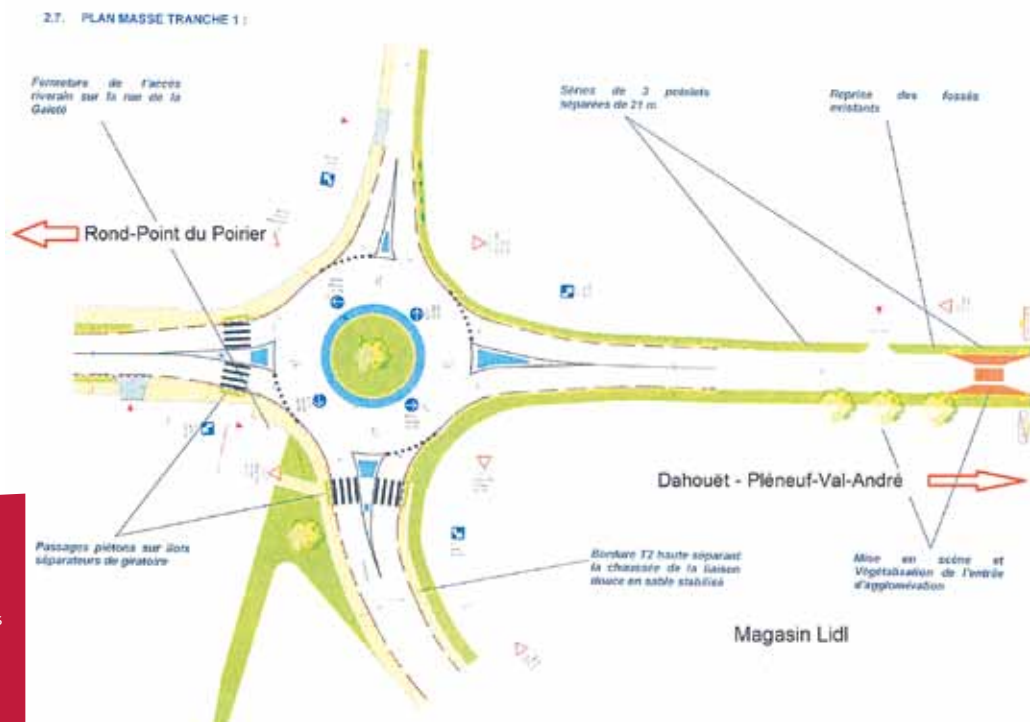 2.7. PLAN MASSE TRANCHE 1 :
Fermeture de l'accès
riverain sur la rue de la
Gaieté
Séries de 3 potelets
séparées de 21 m
Reprise des fossés
existants
Rond-Point du Poirier
Dahouët - Pléneuf-Val-André
Passages piétons sur îlots
séparateurs de giratoire
Bordure T2 haute séparant
la chaussée de la liaison
douce en sable stabilisé
Mise en scène et
Végétalisation de l'entrée
d'agglomération
Magasin Lidl
s